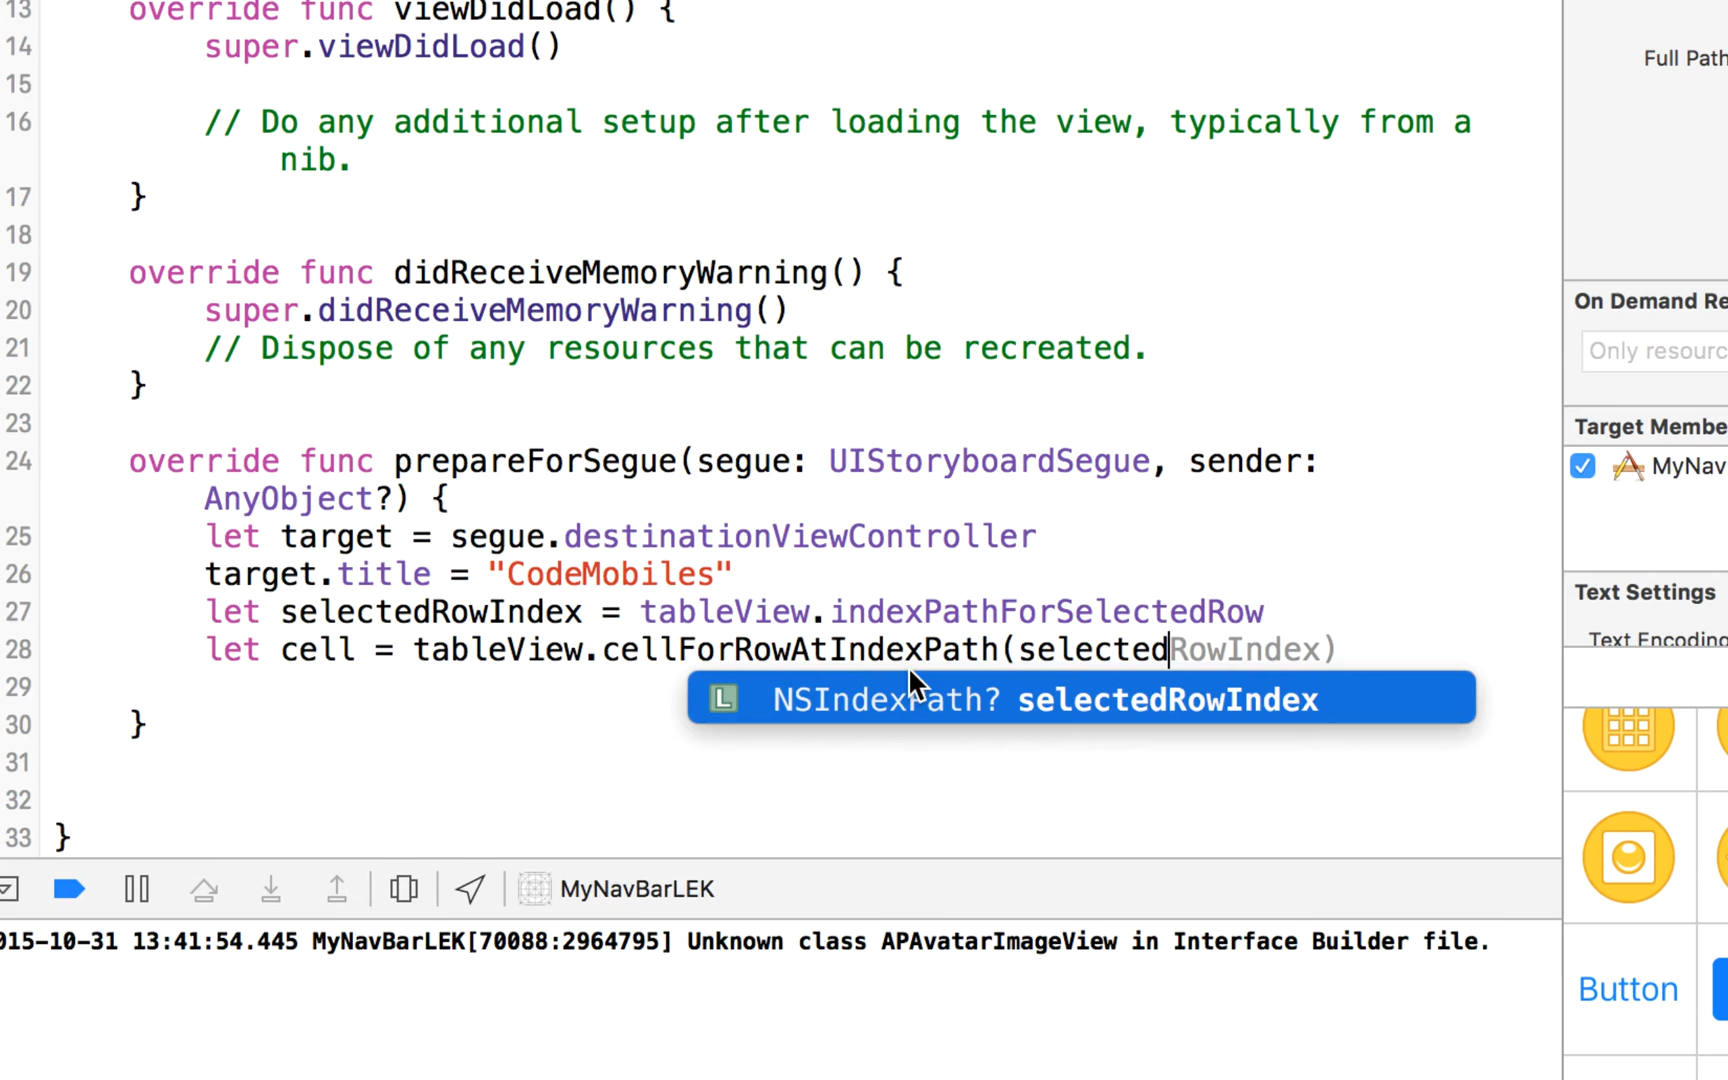 13 override func viewDidLoad() {
14 super.viewDidLoad()
15
16 // Do any additional setup after loading the view, typically from a
nib.
17 }
18
19 override func didReceiveMemoryWarning() {
20 super.didReceiveMemoryWarning()
21 // Dispose of any resources that can be recreated.
22 }
23
24 override func prepareForSegue(segue: UIStoryboardSegue, sender:
AnyObject?) {
25 let target = segue.destinationViewController
26 target.title = "CodeMobiles"
27 let selectedRowIndex = tableView.indexPathForSelectedRow
28 let cell = tableView.cellForRowAtIndexPath(selectedRowIndex)
L NSIndexPath? selectedRowIndex
29
30 }
31
32
33 }
MyNavBarLEK
015-10-31 13:41:54.445 MyNavBarLEK[70088:2964795] Unknown class APAvatarImageView in Interface Builder file.
Full Path
On Demand Re
Only resourc
Target Membe
MyNav
Text Settings
Text Encoding
Button